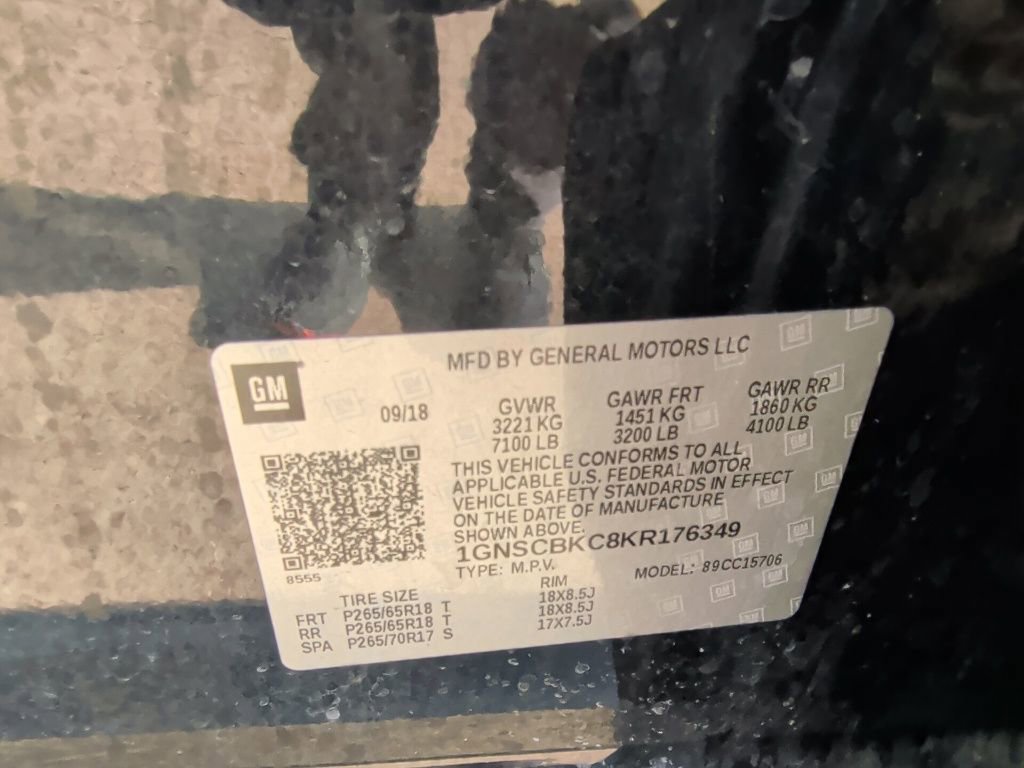 MFD BY GENERAL MOTORS LLC
GM
09/18
GVWR GAWR FRT GAWR RR
3221 KG 1451 KG 1860 KG
7100 LB 3200 LB 4100 LB
THIS VEHICLE CONFORMS TO ALL
APPLICABLE U.S. FEDERAL MOTOR
VEHICLE SAFETY STANDARDS IN EFFECT
ON THE DATE OF MANUFACTURE
SHOWN ABOVE.
1GNSCBKC8KR176349
8555
TYPE: M.P.V. MODEL: 89CC15706
TIRE SIZE RIM
FRT P265/65R18 T 18X8.5J
RR P265/65R18 T 18X8.5J
SPA P265/70R17 S 17X7.5J